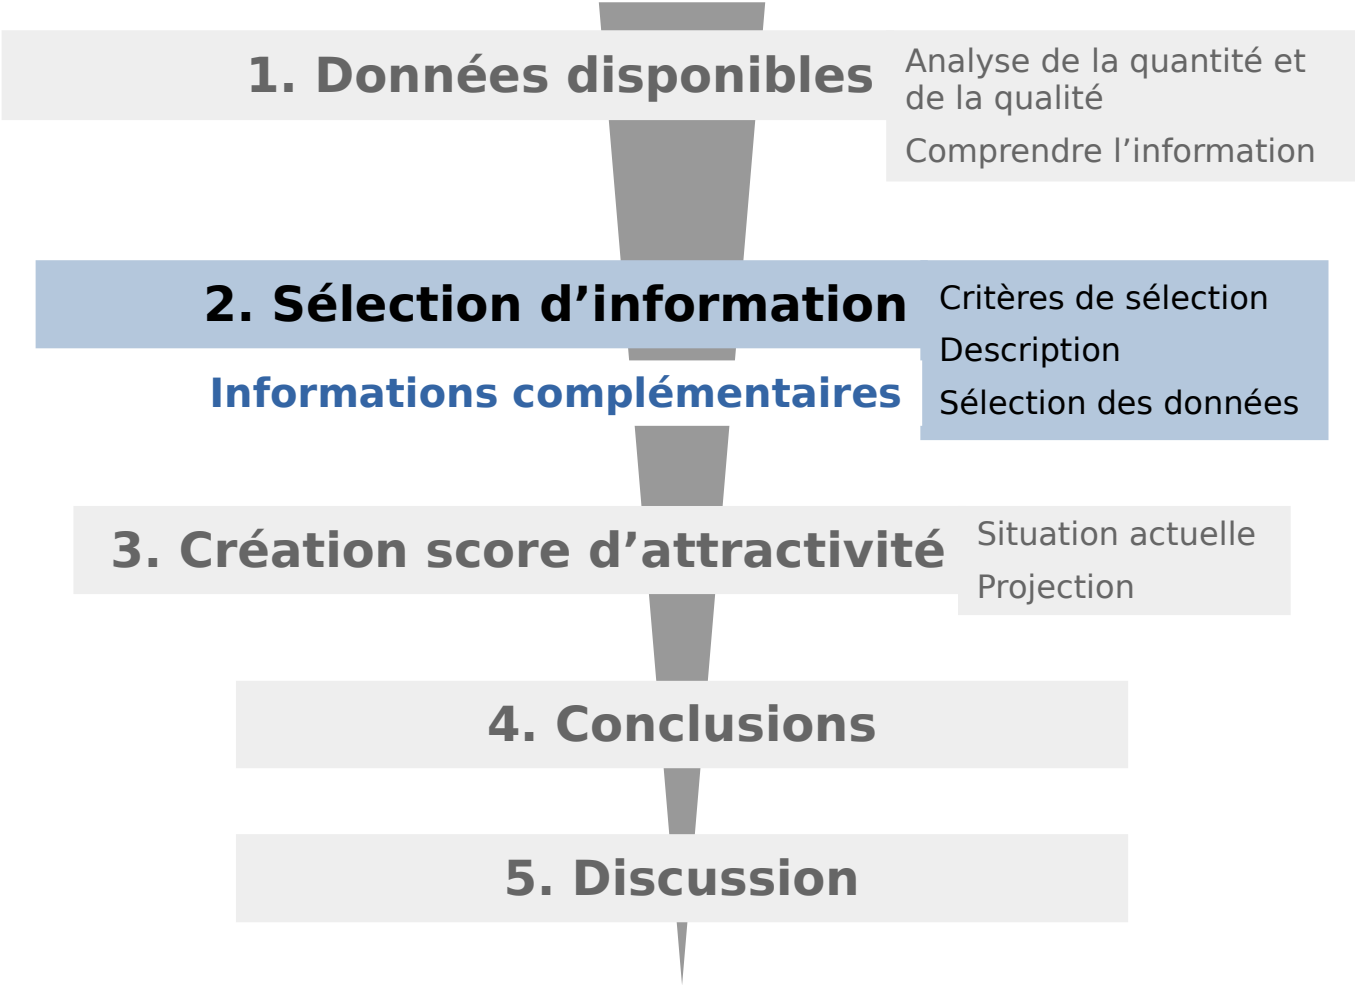 1. Données disponibles
Analyse de la quantité et
de la qualité
Comprendre l’information
2. Sélection d’information
Critères de sélection
Description
Sélection des données
Informations complémentaires
3. Création score d’attractivité
Situation actuelle
Projection
4. Conclusions
5. Discussion